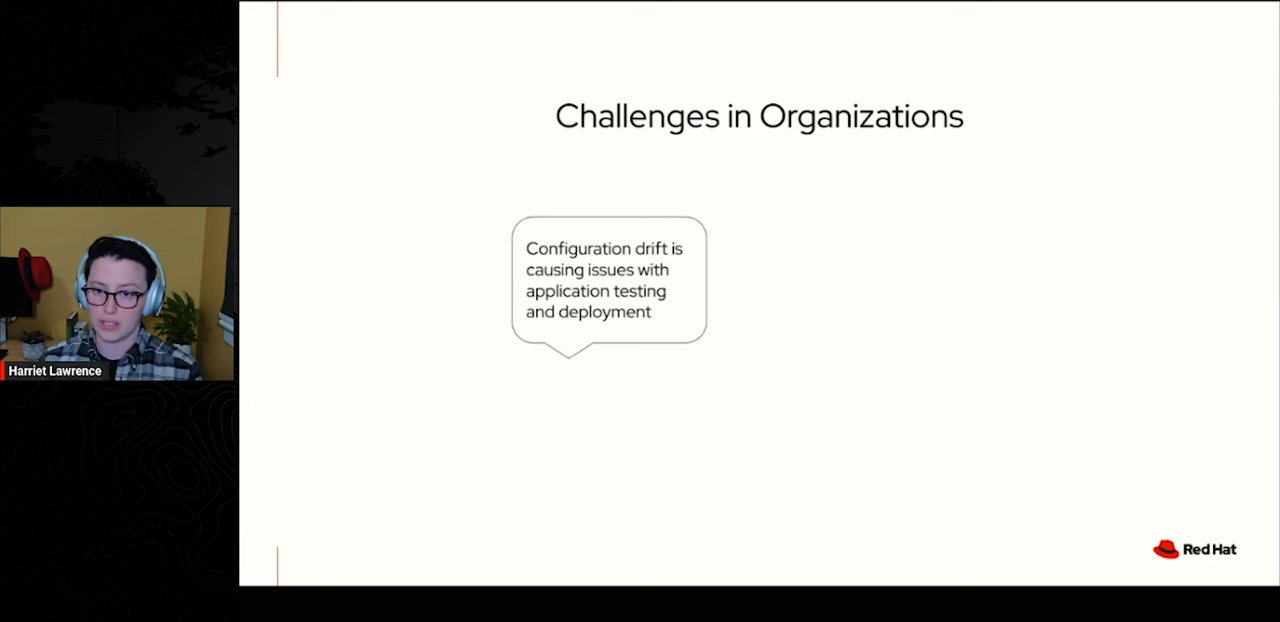 Challenges in Organizations
Configuration drift is
causing issues with
application testing
and deployment
Harriet Lawrence
Red Hat